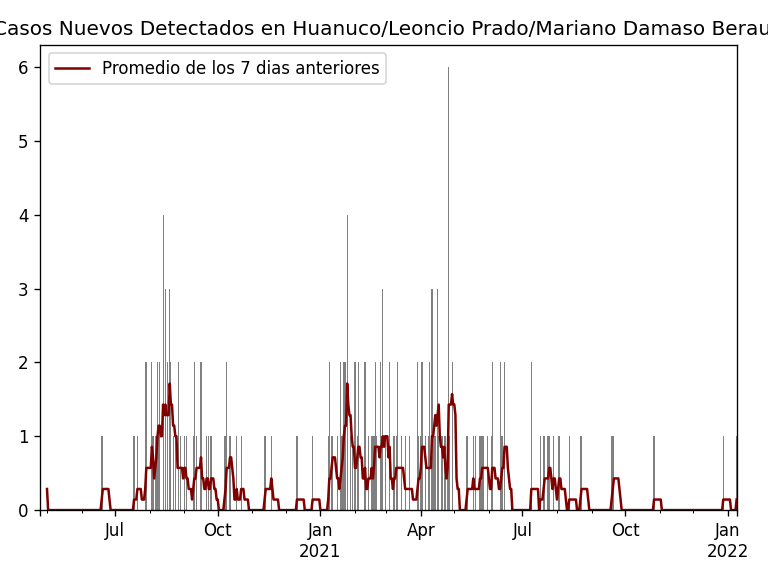 Casos Nuevos Detectados en Huanuco/Leoncio Prado/Mariano Damaso Berau
Promedio de los 7 dias anteriores
6
5
4
3
2
1
0
Jul Oct Jan Apr Jul Oct Jan
2021 2022